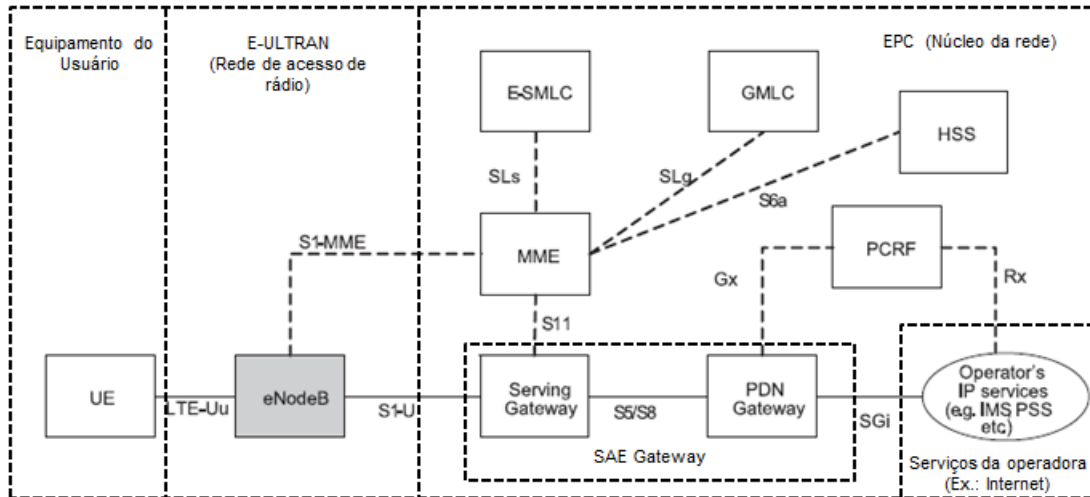 Equipamento do
Usuário
E-ULTRAN
(Rede de acesso de
rádio)
EPC (Núcleo da rede)
E-SMLC
GMLC
HSS
SLs
SLg
S6a
S1-MME
MME
PCRF
Gx
Rx
S11
UE
LTE-Uu
eNodeB
S1-U
Serving
Gateway
S5/S8
PDN
Gateway
SGi
Operator's
IP services
(e.g. IMS PSS
etc.)
SAE Gateway
Serviços da operadora
(Éx.: Internet)